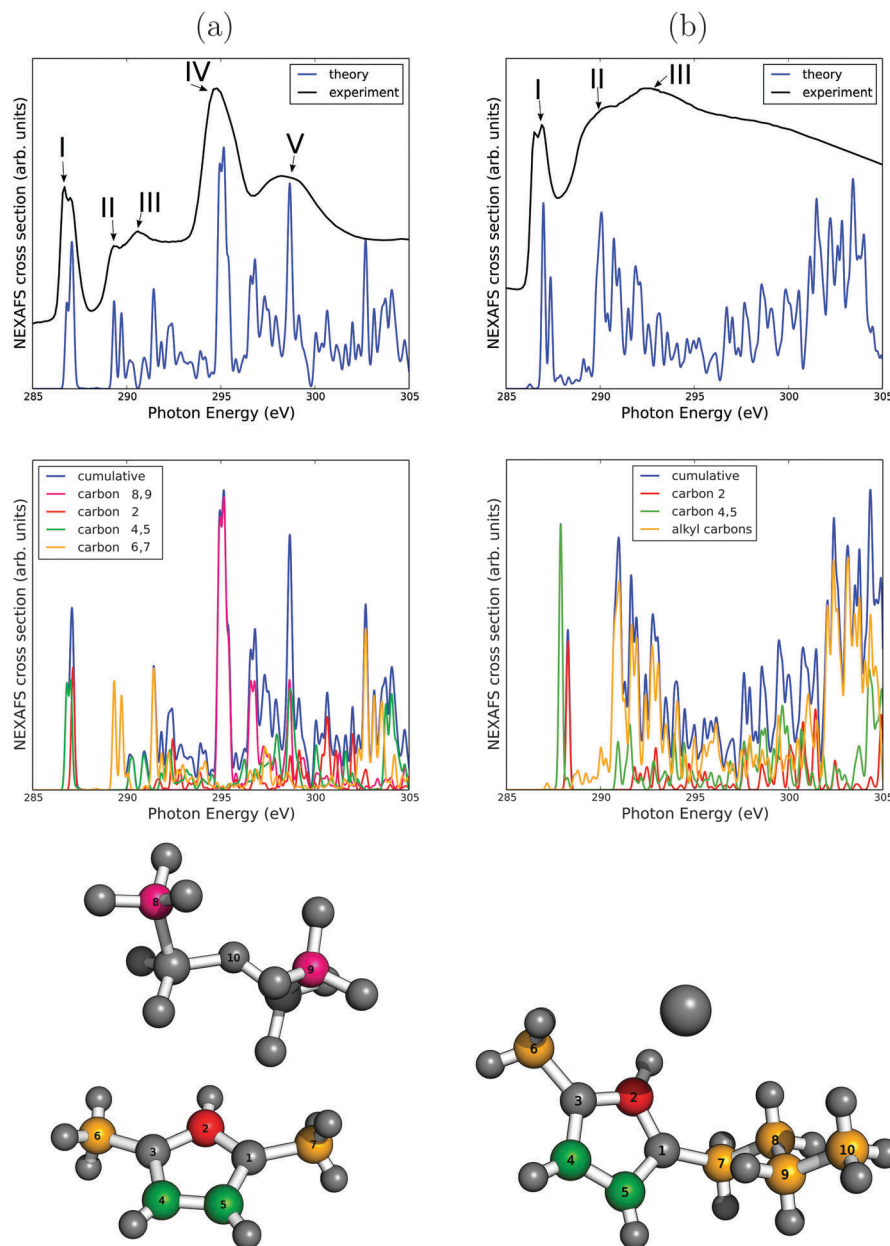 (a)
(b)
NEXAFS cross section (arb. units)
I
II
III
IV
V
theory
experiment
285
290
295
300
305
Photon Energy (eV)
NEXAFS cross section (arb. units)
I
II
III
theory
experiment
285
290
295
300
305
Photon Energy (eV)
NEXAFS cross section (arb. units)
cumulative
carbon 8,9
carbon 2
carbon 4,5
carbon 6,7
285
290
295
300
305
Photon Energy (eV)
NEXAFS cross section (arb. units)
cumulative
carbon 2
carbon 4,5
alkyl carbons
285
290
295
300
305
Photon Energy (eV)
8
10
9
6
2
7
3
1
4
5
6
3
2
4
1
8
10
7
9
5